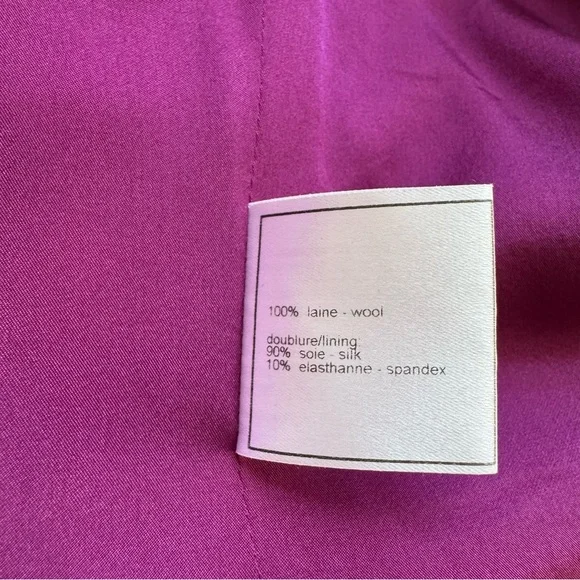 100% laine - wool
doublure/lining:
90% soie - silk
10% elasthanne - spandex